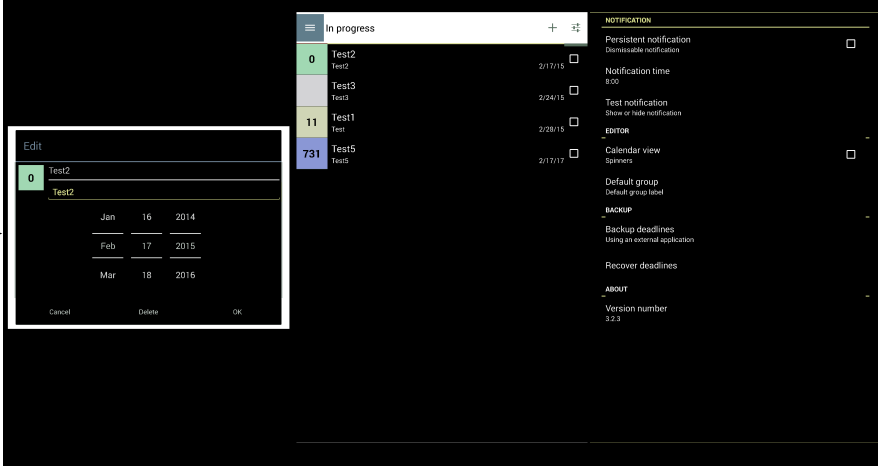 Edit
0
Test2
Test2
Jan 16 2014
Feb 17 2015
Mar 18 2016
Cancel Delete OK
In progress
0 Test2
Test2 2/17/15
Test3
Test3 2/24/15
11 Test1
Test 2/28/15
731 Test5
Test5 2/17/17
NOTIFICATION
Persistent notification
Dismissable notification
Notification time
8:00
Test notification
Show or hide notification
EDITOR
Calendar view
Spinners
Default group
Default group label
BACKUP
Backup deadlines
Using an external application
Recover deadlines
ABOUT
Version number
3.2.3